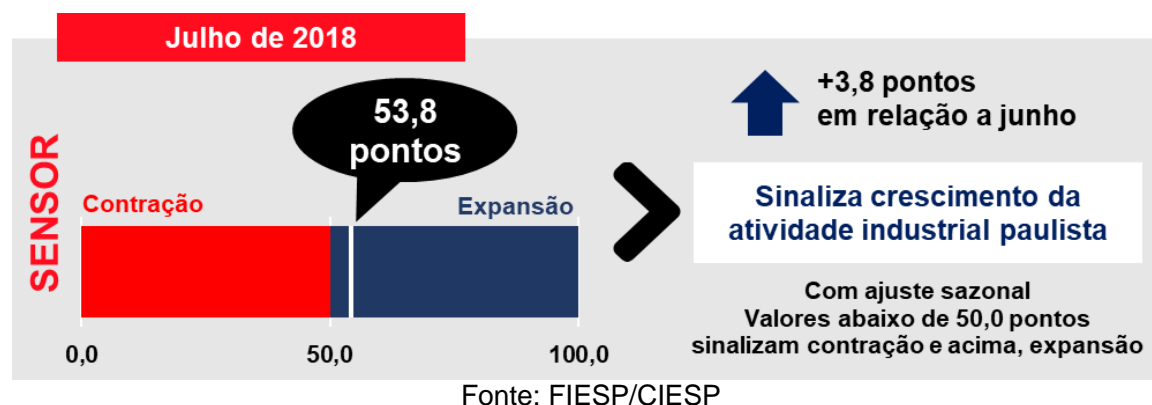 Julho de 2018
SENSOR
53,8
pontos
Contração
Expansão
0,0
50,0
100,0
+3,8 pontos
em relação a junho
Sinaliza crescimento da
atividade industrial paulista
Com ajuste sazonal
Valores abaixo de 50,0 pontos
sinalizam contração e acima, expansão
Fonte: FIESP/CIESP